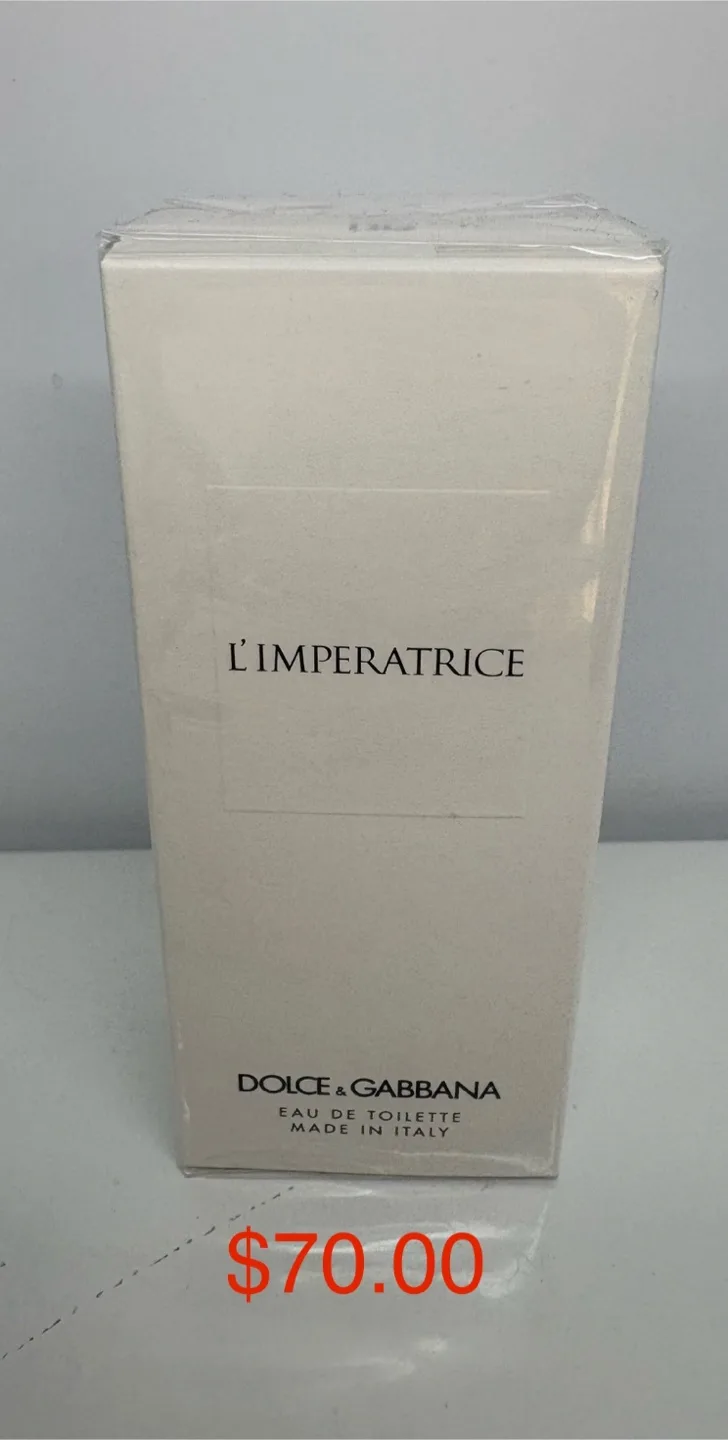 L'IMPERATRICE
DOLCE & GABBANA
EAU DE TOILETTE
MADE IN ITALY
$70.00